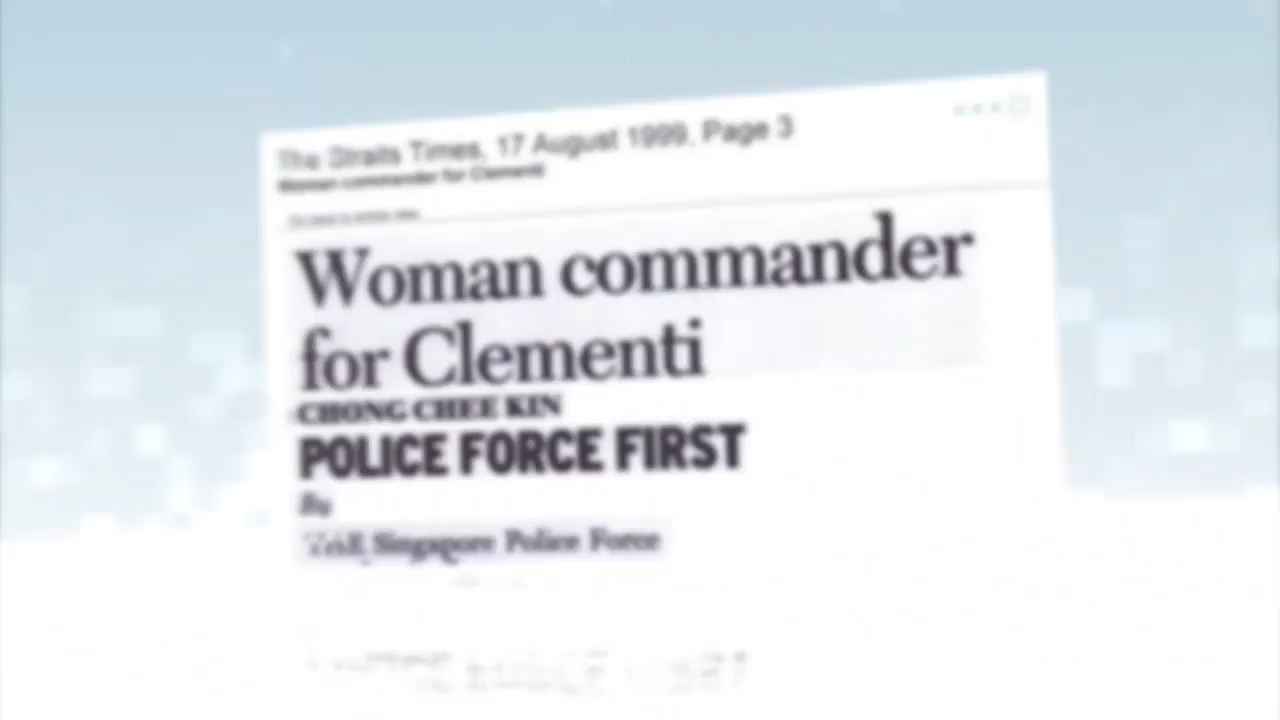 The Straits Times, 17 August 1999, Page 3
Woman commander for Clementi
Woman commander
for Clementi
CHONG CHEE KIN
POLICE FORCE FIRST
By
THE Singapore Police Force